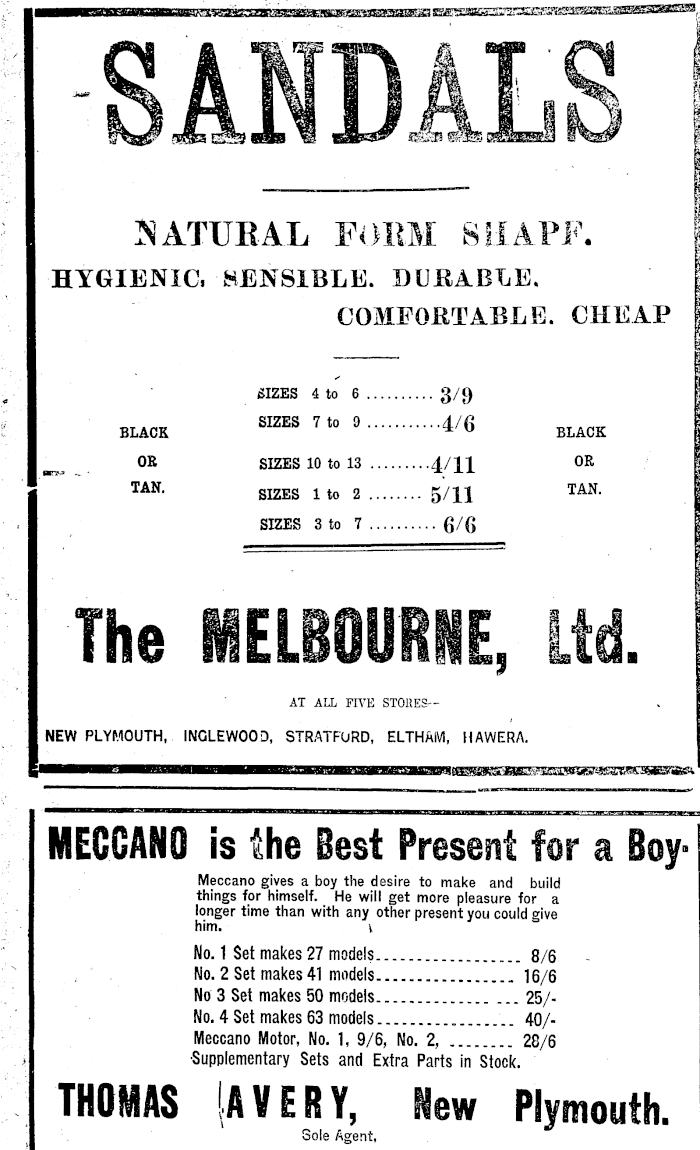 SANDALS
NATURAL FORM SHAPE.
HYGIENIC. SENSIBLE. DURABLE.
COMFORTABLE. CHEAP
SIZES 4 to 6 .......... 3/9
SIZES 7 to 9 ...........4/6
SIZES 10 to 13 .........4/11
SIZES 1 to 2 ........ 5/11
SIZES 3 to 7 .......... 6/6
BLACK
OR
TAN.
BLACK
OR
TAN.
The MELBOURNE, Ltd.
AT ALL FIVE STORES--
NEW PLYMOUTH, INGLEWOOD, STRATFORD, ELTHAM, HAWERA.
MECCANO is the Best Present for a Boy-
Meccano gives a boy the desire to make and build
things for himself. He will get more pleasure for a
longer time than with any other present you could give
him.
No. 1 Set makes 27 models.................. 8/6
No. 2 Set makes 41 models.................. 16/6
No 3 Set makes 50 models............... ... 25/-
No. 4 Set makes 63 models.................. 40/-
Meccano Motor, No. 1, 9/6, No. 2, ........ 28/6
Supplementary Sets and Extra Parts in Stock.
THOMAS AVERY, New Plymouth.
Sole Agent,